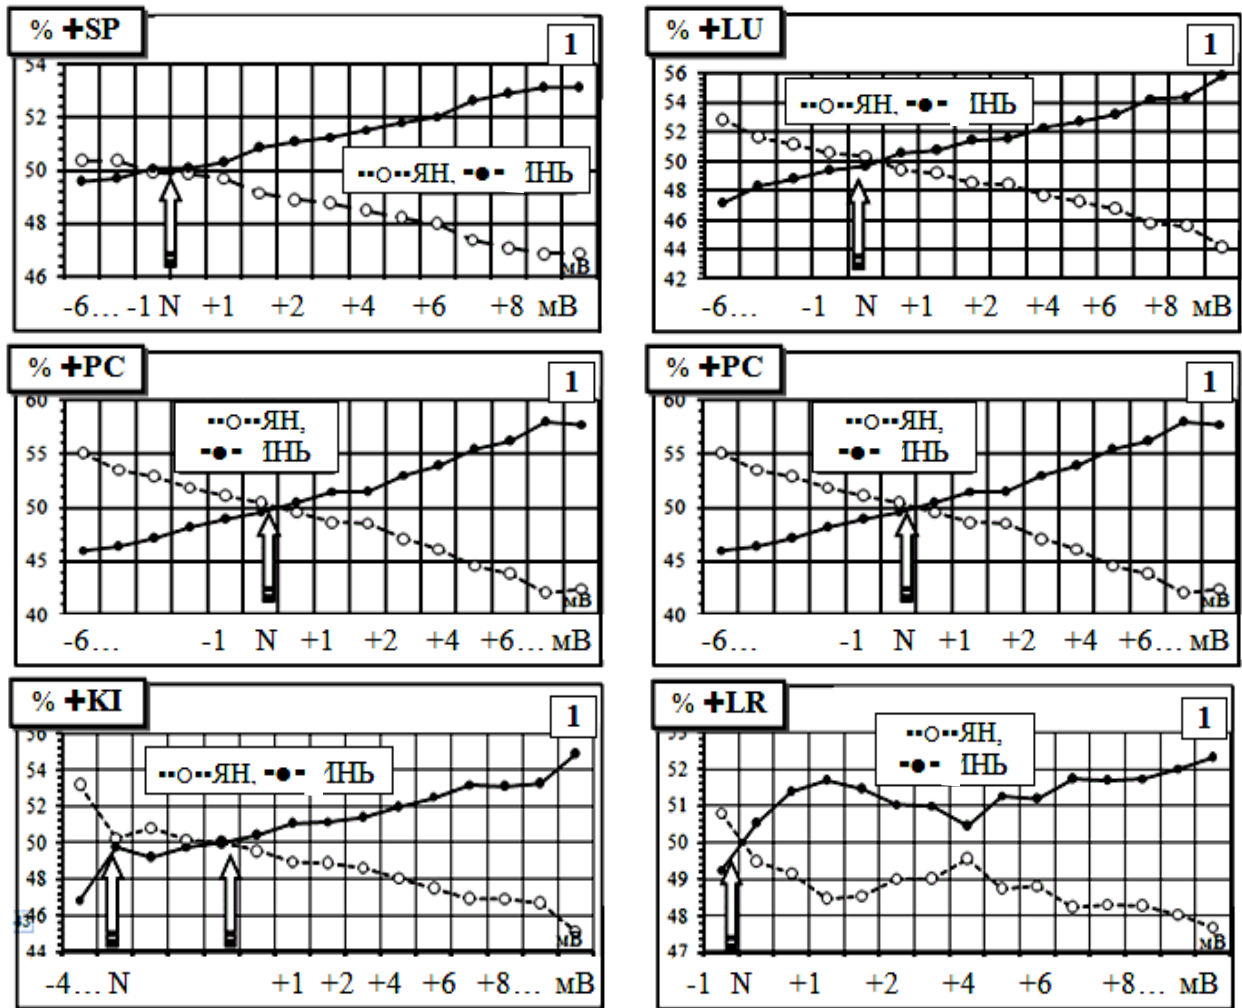 % +SP
1
54
52
50
48
46
ЯН, ІНЬ
мВ
-6… -1 N +1 +2 +6 +8 мВ
% +LU
1
56
54
52
50
48
46
44
42
ЯН, ІНЬ
-6… -1 N +1 +2 +4 +6 +8 мВ
% +PC
1
60
55
50
45
40
ЯН,
ІНЬ
мВ
-6… -1 N +1 +2 +4 +6… мВ
% +PC
1
60
55
50
45
40
ЯН,
ІНЬ
мВ
-6… -1 N +1 +2 +4 +6… мВ
% +KI
1
56
54
52
50
48
46
44
ЯН, ІНЬ
мВ
-4… N +1 +2 +4 +6 +8… мВ
% +LR
1
53
52
51
50
49
48
47
ЯН,
ІНЬ
мВ
-1 N +1 +2 +4 +6 +8… мВ